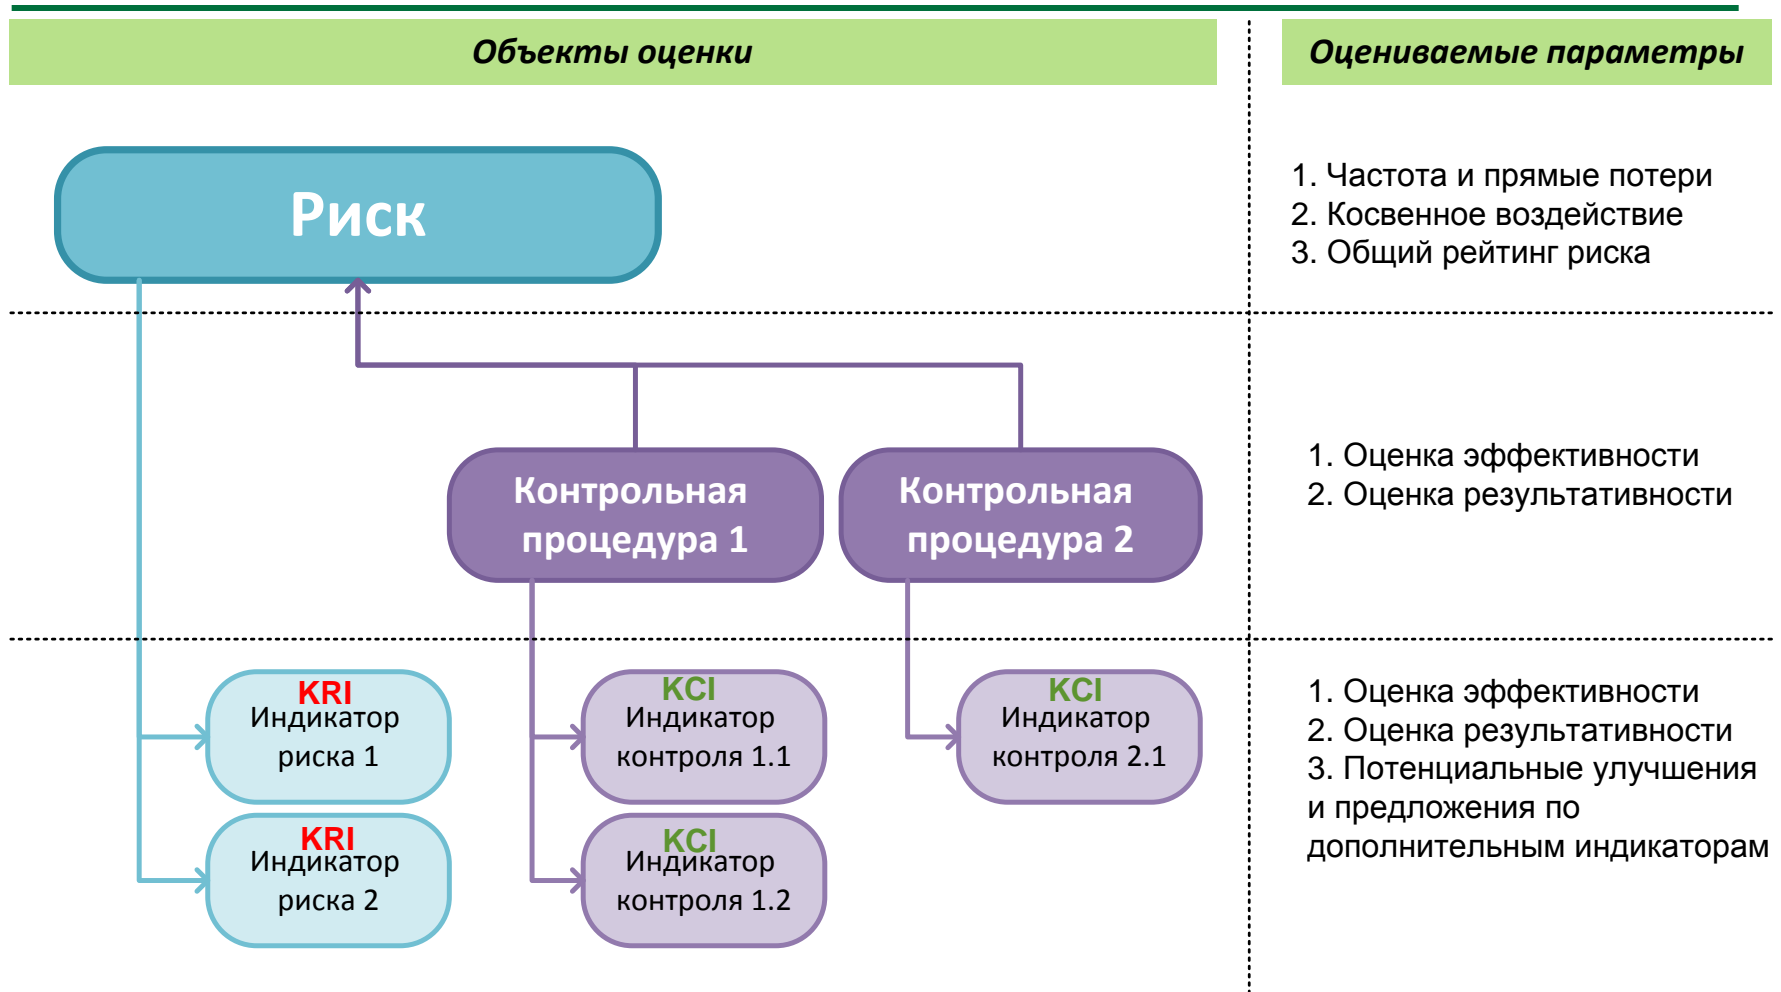 Объекты оценки
Оцениваемые параметры
Риск
1. Частота и прямые потери
2. Косвенное воздействие
3. Общий рейтинг риска
Контрольная
процедура 1
Контрольная
процедура 2
1. Оценка эффективности
2. Оценка результативности
KRI
Индикатор
риска 1
KCI
Индикатор
контроля 1.1
KCI
Индикатор
контроля 2.1
KRI
Индикатор
риска 2
KCI
Индикатор
контроля 1.2
1. Оценка эффективности
2. Оценка результативности
3. Потенциальные улучшения
и предложения по
дополнительным индикаторам